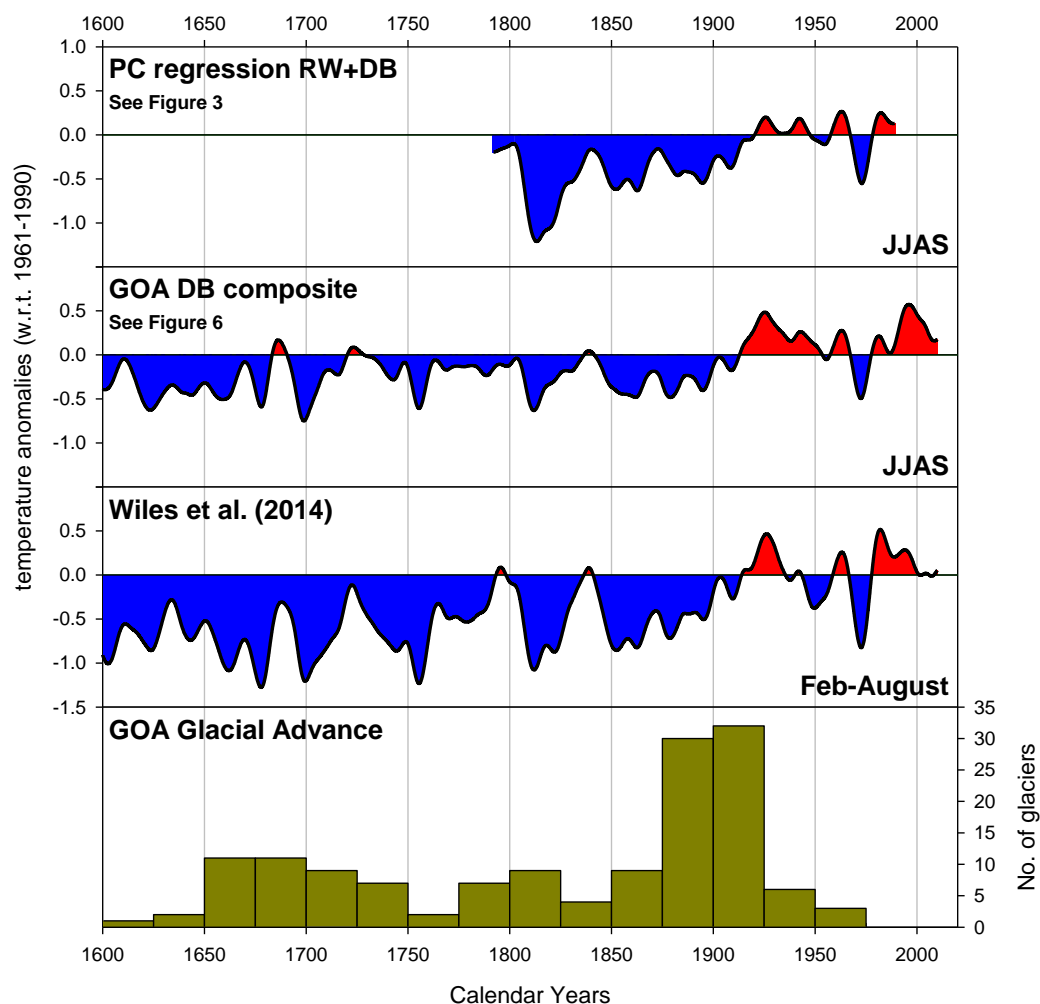 1600 1650 1700 1750 1800 1850 1900 1950 2000
1.0
0.5
0.0
-0.5
-1.0
PC regression RW+DB
See Figure 3
JJAS
0.5
0.0
-0.5
-1.0
GOA DB composite
See Figure 6
JJAS
0.5
0.0
-0.5
-1.0
-1.5
Wiles et al. (2014)
Feb-August
temperature anomalies (w.r.t. 1961-1990)
GOA Glacial Advance
35
30
25
20
15
10
5
0
No. of glaciers
1600 1650 1700 1750 1800 1850 1900 1950 2000
Calendar Years